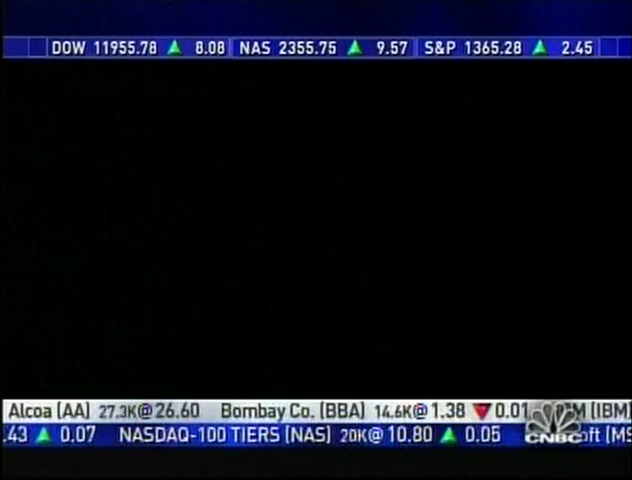 DOW 11955.78 ▲ 8.08 NAS 2355.75 ▲ 9.57 S&P 1365.28 ▲ 2.45
Alcoa (AA) 27.3K@26.60 Bombay Co. (BBA) 14.6K@1.38 ▼ 0.01 (IBM)
.43 ▲ 0.07 NASDAQ-100 TIERS (NAS) 20K@10.80 ▲ 0.05
CNBC